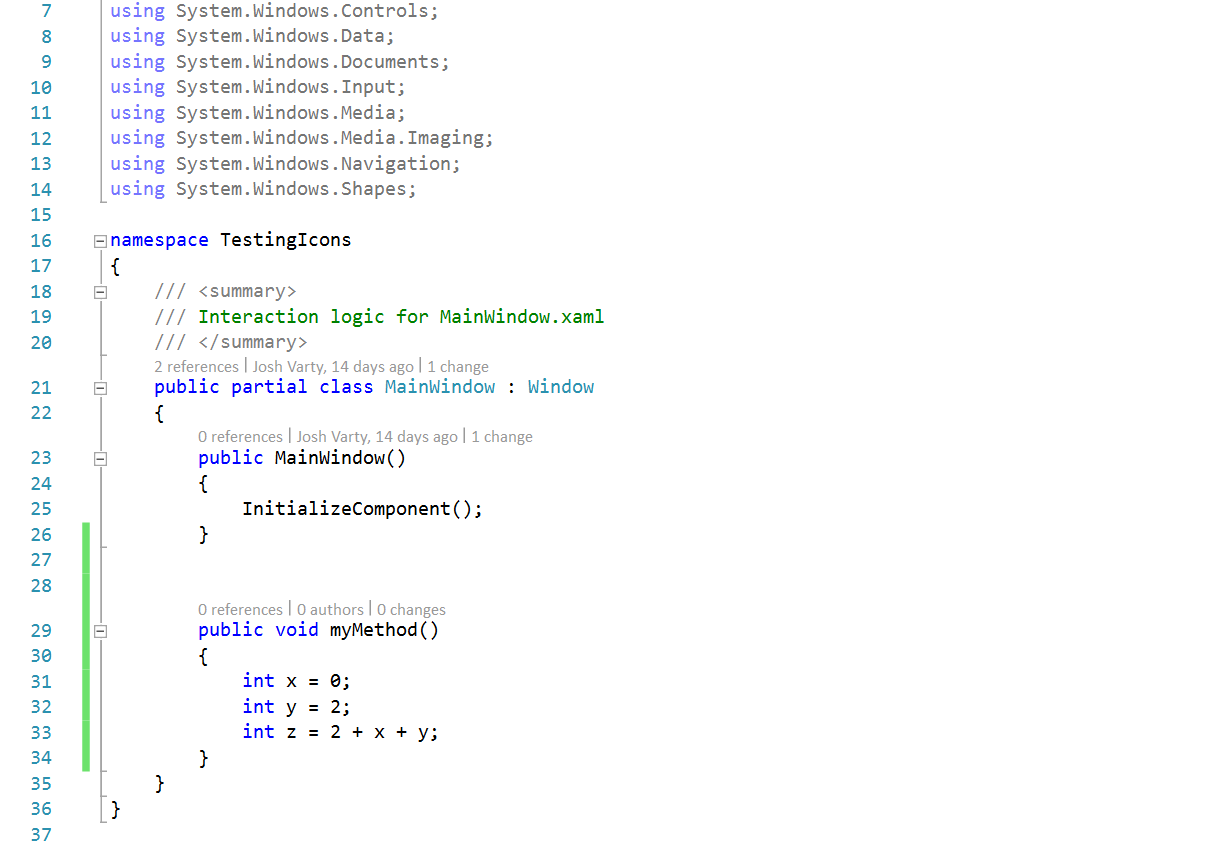 7 using System.Windows.Controls;
8 using System.Windows.Data;
9 using System.Windows.Documents;
10 using System.Windows.Input;
11 using System.Windows.Media;
12 using System.Windows.Media.Imaging;
13 using System.Windows.Navigation;
14 using System.Windows.Shapes;
15
16 namespace TestingIcons
17 {
18 /// <summary>
19 /// Interaction logic for MainWindow.xaml
20 /// </summary>
2 references | Josh Varty, 14 days ago | 1 change
21 public partial class MainWindow : Window
22 {
0 references | Josh Varty, 14 days ago | 1 change
23 public MainWindow()
24 {
25 InitializeComponent();
26 }
27
28
0 references | 0 authors | 0 changes
29 public void myMethod()
30 {
31 int x = 0;
32 int y = 2;
33 int z = 2 + x + y;
34 }
35 }
36 }
37